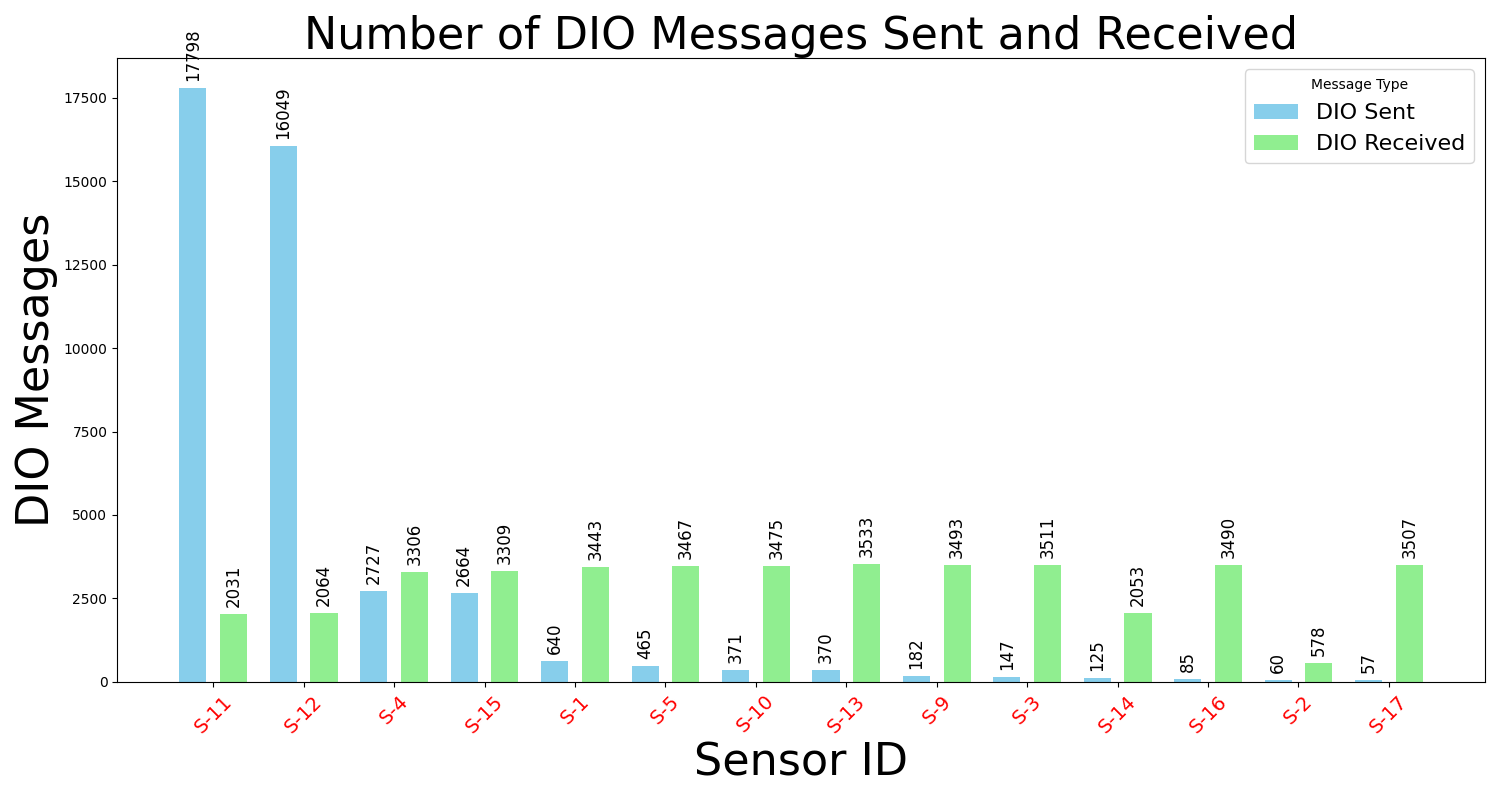 Number of DIO Messages Sent and Received
Message Type
DIO Sent
DIO Received
DIO Messages
17500
15000
12500
10000
7500
5000
2500
0
17798
2031
16049
2064
2727
3306
2664
3309
640
3443
465
3467
371
3475
370
3533
182
3493
147
3511
125
2053
85
3490
60
578
57
3507
S-11
S-12
S-4
S-15
S-1
S-5
S-10
S-13
S-9
S-3
S-14
S-16
S-2
S-17
Sensor ID